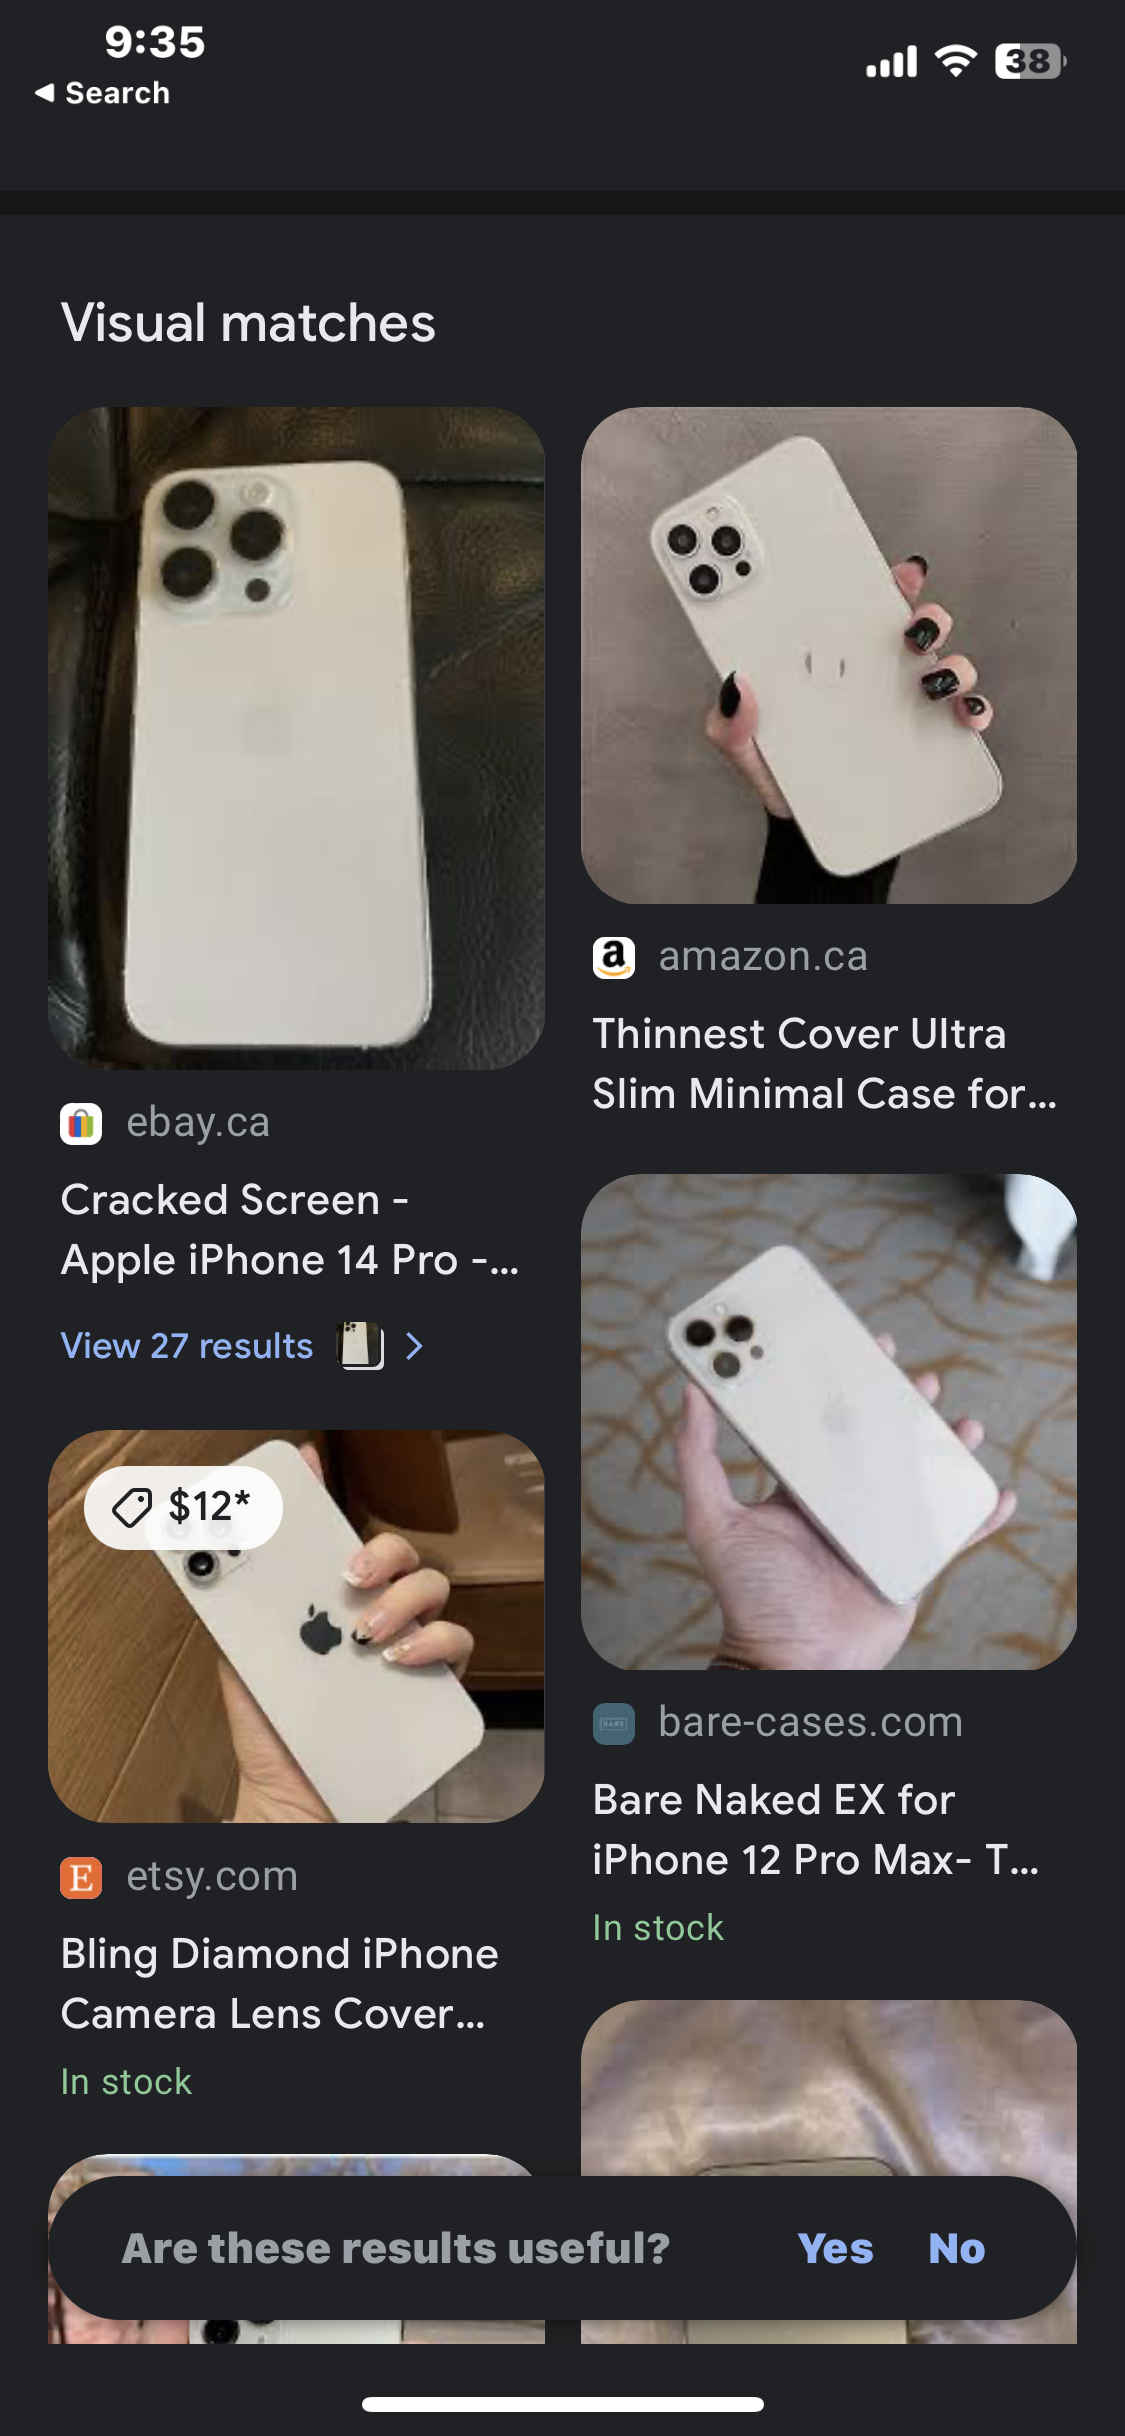 9:35
38
◀ Search
Visual matches
ebay.ca
Cracked Screen -
Apple iPhone 14 Pro -...
View 27 results
$12*
etsy.com
Bling Diamond iPhone
Camera Lens Cover...
In stock
a
amazon.ca
Thinnest Cover Ultra
Slim Minimal Case for...
BARE
bare-cases.com
Bare Naked EX for
iPhone 12 Pro Max- T...
In stock
E
Are these results useful?
Yes
No